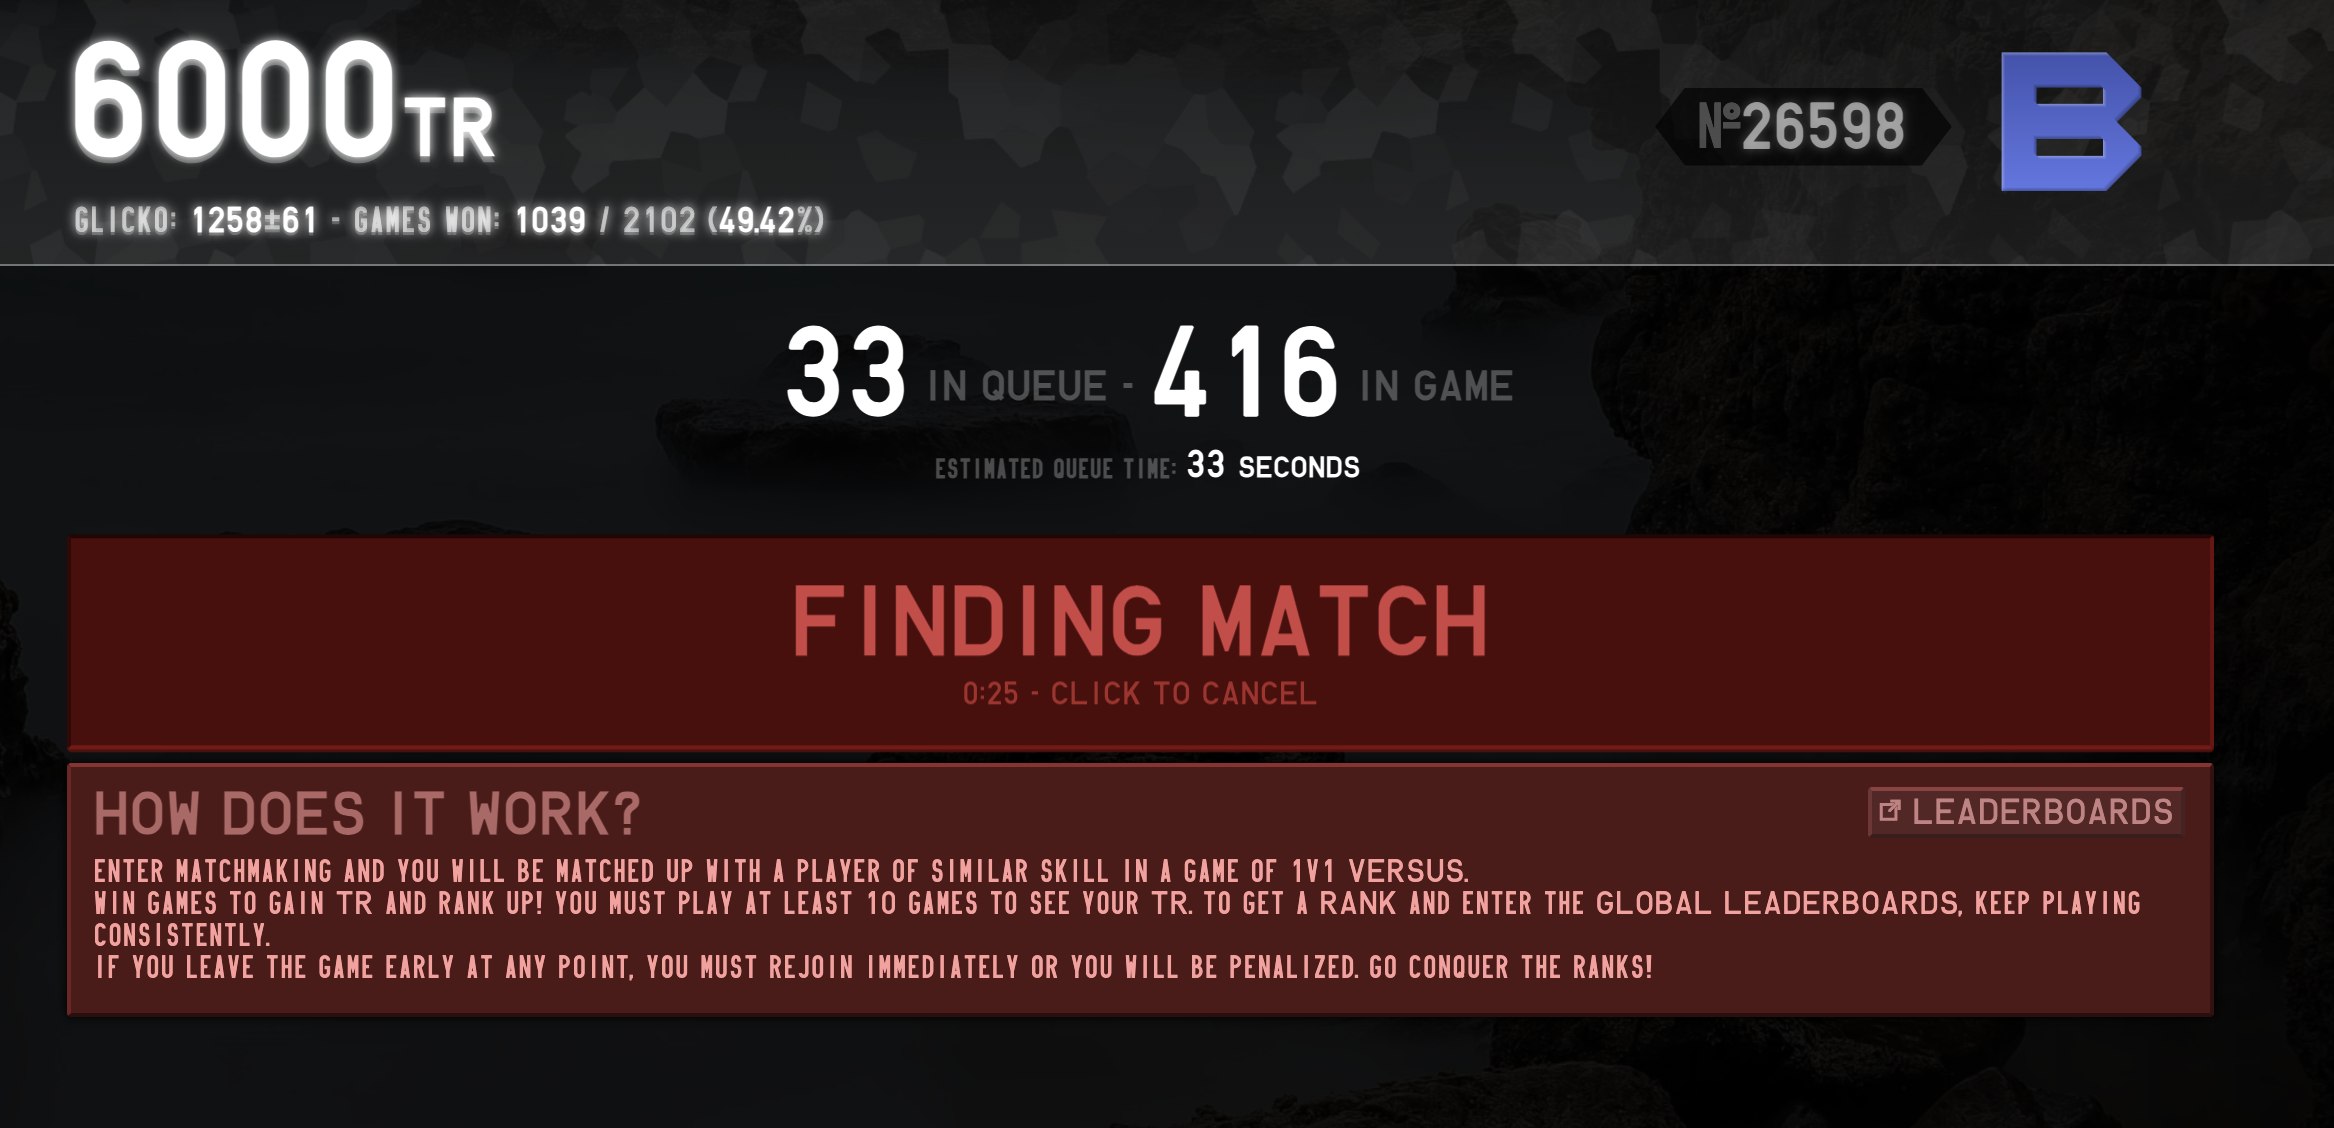 6000TR
№26598
B
GLICKO: 1258±61 - GAMES WON: 1039 / 2102 (49.42%)
33 IN QUEUE - 416 IN GAME
ESTIMATED QUEUE TIME: 33 SECONDS
FINDING MATCH
0:25 - CLICK TO CANCEL
HOW DOES IT WORK?
LEADERBOARDS
ENTER MATCHMAKING AND YOU WILL BE MATCHED UP WITH A PLAYER OF SIMILAR SKILL IN A GAME OF 1V1 VERSUS.
WIN GAMES TO GAIN TR AND RANK UP! YOU MUST PLAY AT LEAST 10 GAMES TO SEE YOUR TR. TO GET A RANK AND ENTER THE GLOBAL LEADERBOARDS, KEEP PLAYING
CONSISTENTLY.
IF YOU LEAVE THE GAME EARLY AT ANY POINT, YOU MUST REJOIN IMMEDIATELY OR YOU WILL BE PENALIZED. GO CONQUER THE RANKS!